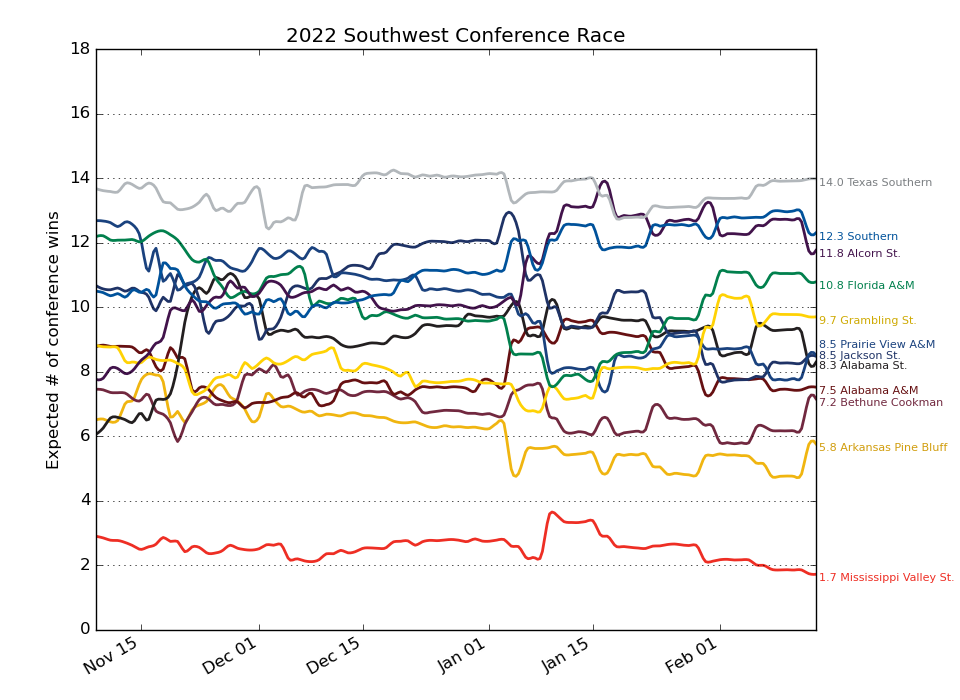 2022 Southwest Conference Race
Expected # of conference wins
18
16
14
12
10
8
6
4
2
0
Nov 15
Dec 01
Dec 15
Jan 01
Jan 15
Feb 01
14.0 Texas Southern
12.3 Southern
11.8 Alcorn St.
10.8 Florida A&M
9.7 Grambling St.
8.5 Prairie View A&M
8.5 Jackson St.
8.3 Alabama St.
7.5 Alabama A&M
7.2 Bethune Cookman
5.8 Arkansas Pine Bluff
1.7 Mississippi Valley St.